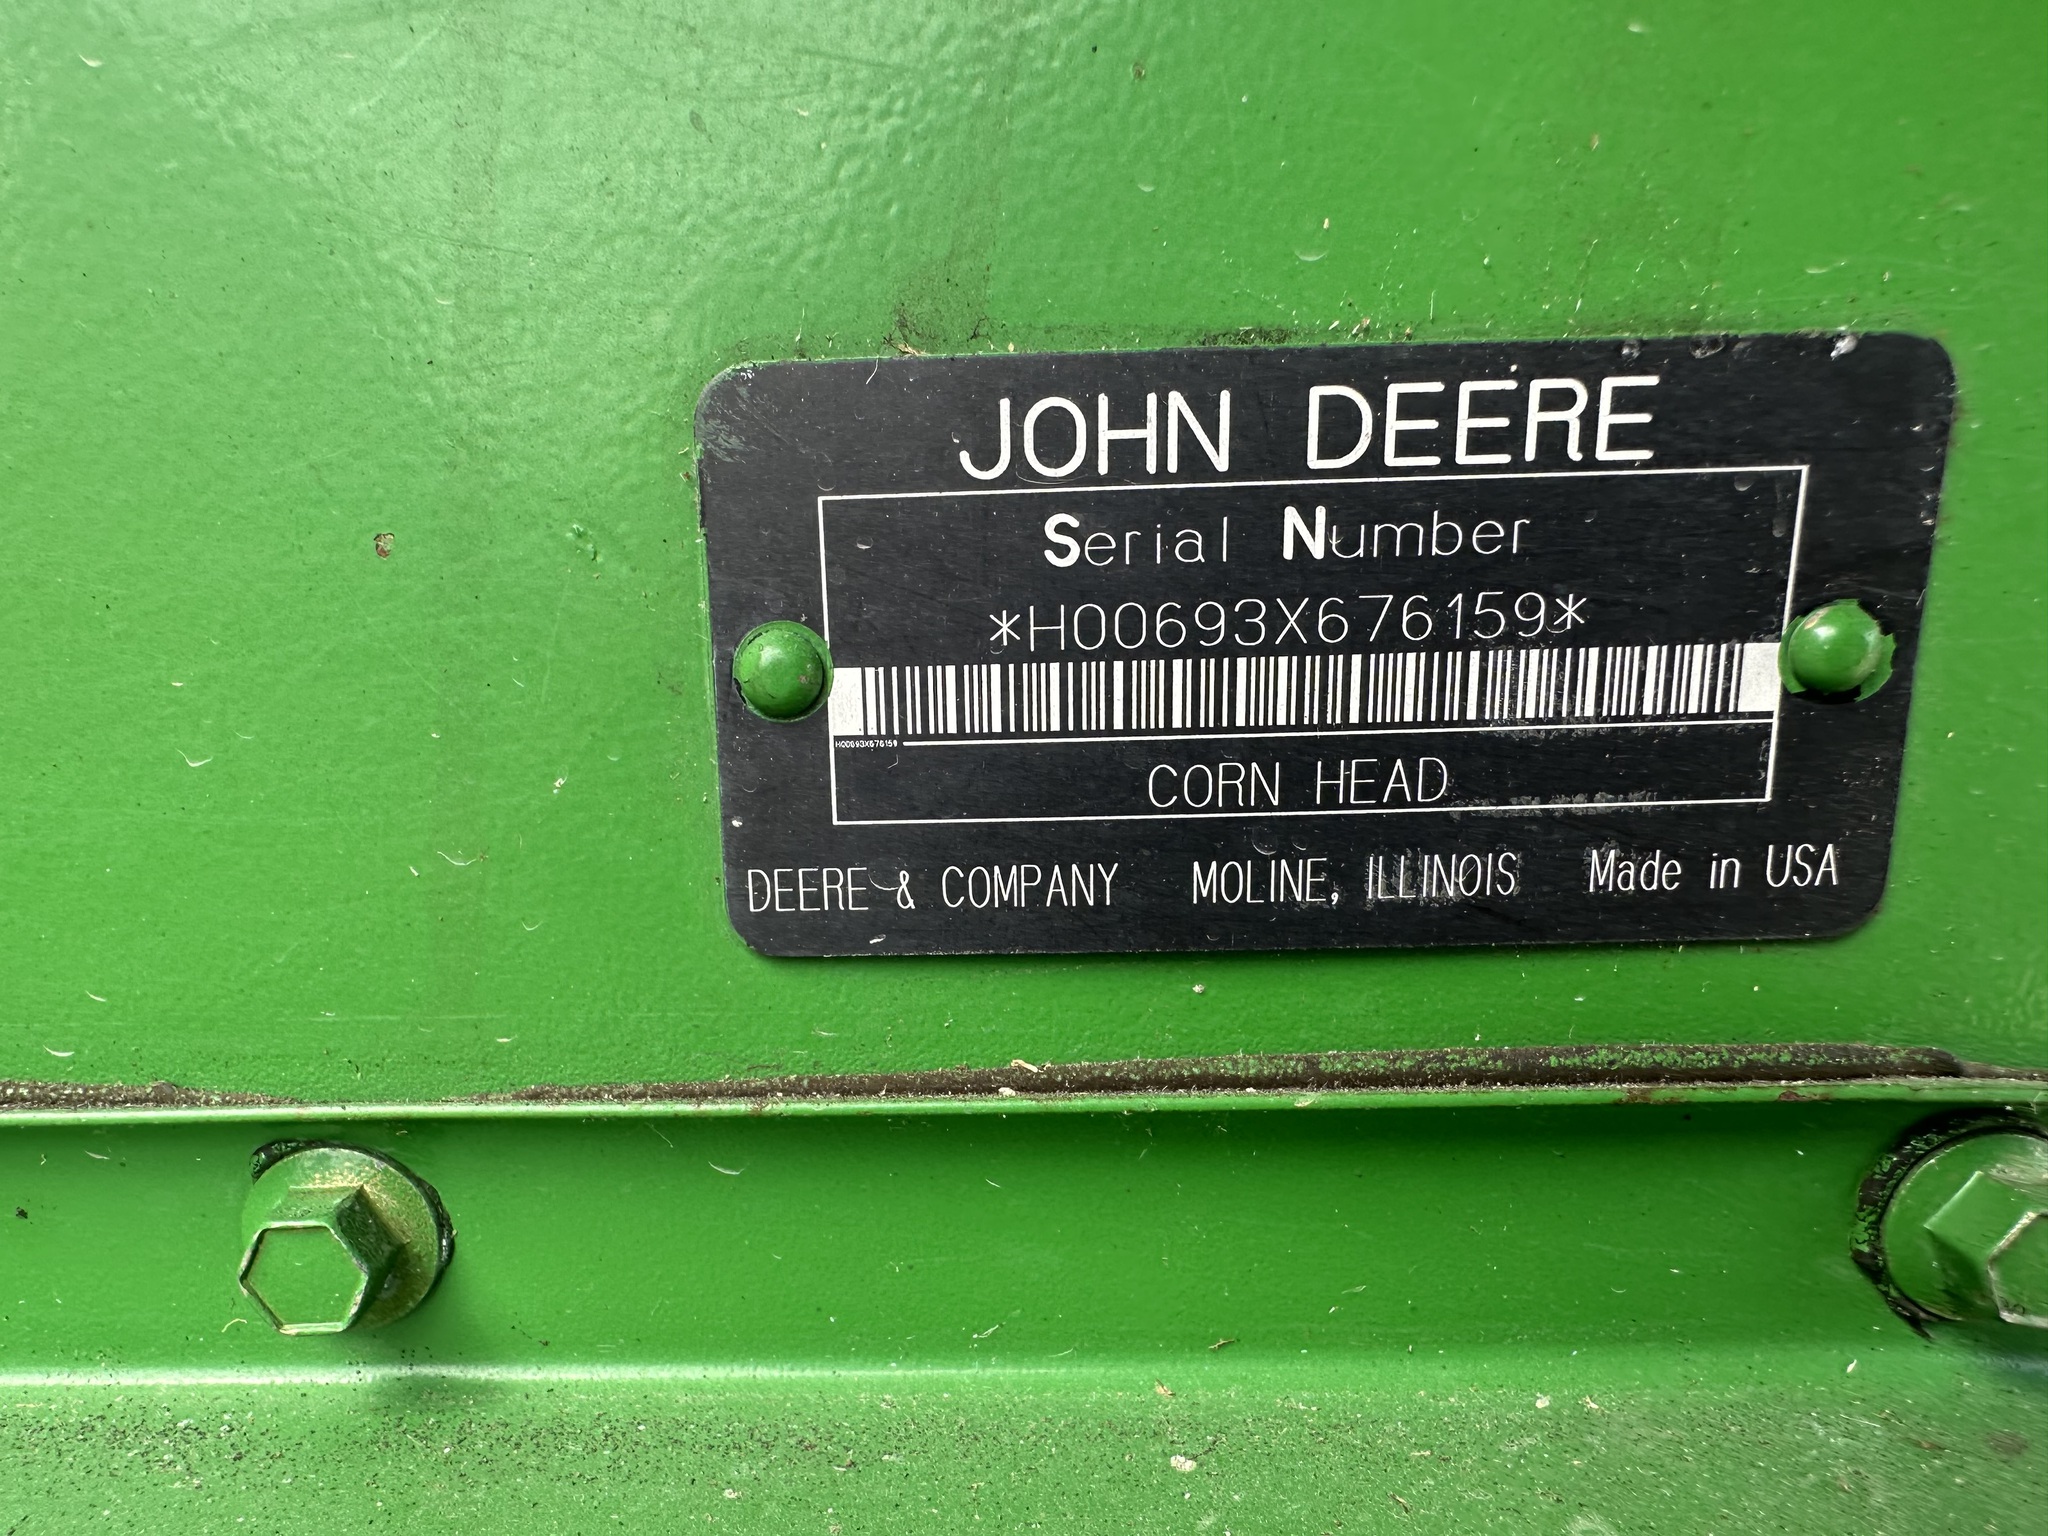 JOHN DEERE
Serial Number
*H00693X676159*
H00693X676159
CORN HEAD
DEERE & COMPANY MOLINE, ILLINOIS Made in USA